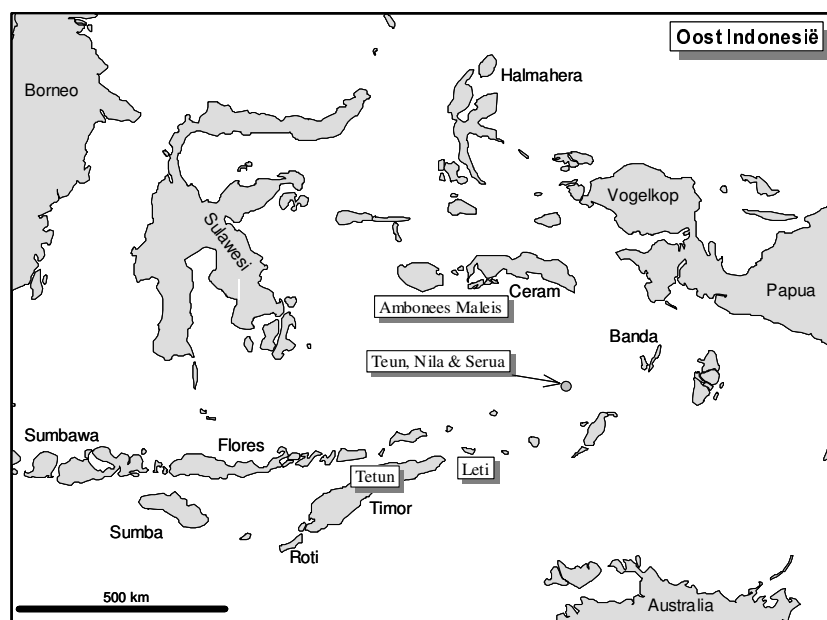 Oost Indonesië
Halmahera
Borneo
Vogelkop
Sulawesi
Ceram
Papua
Ambonees Maleis
Banda
Teun, Nila & Serua
Sumbawa
Flores
Leti
Tetun
Timor
Sumba
Roti
500 km
Australia